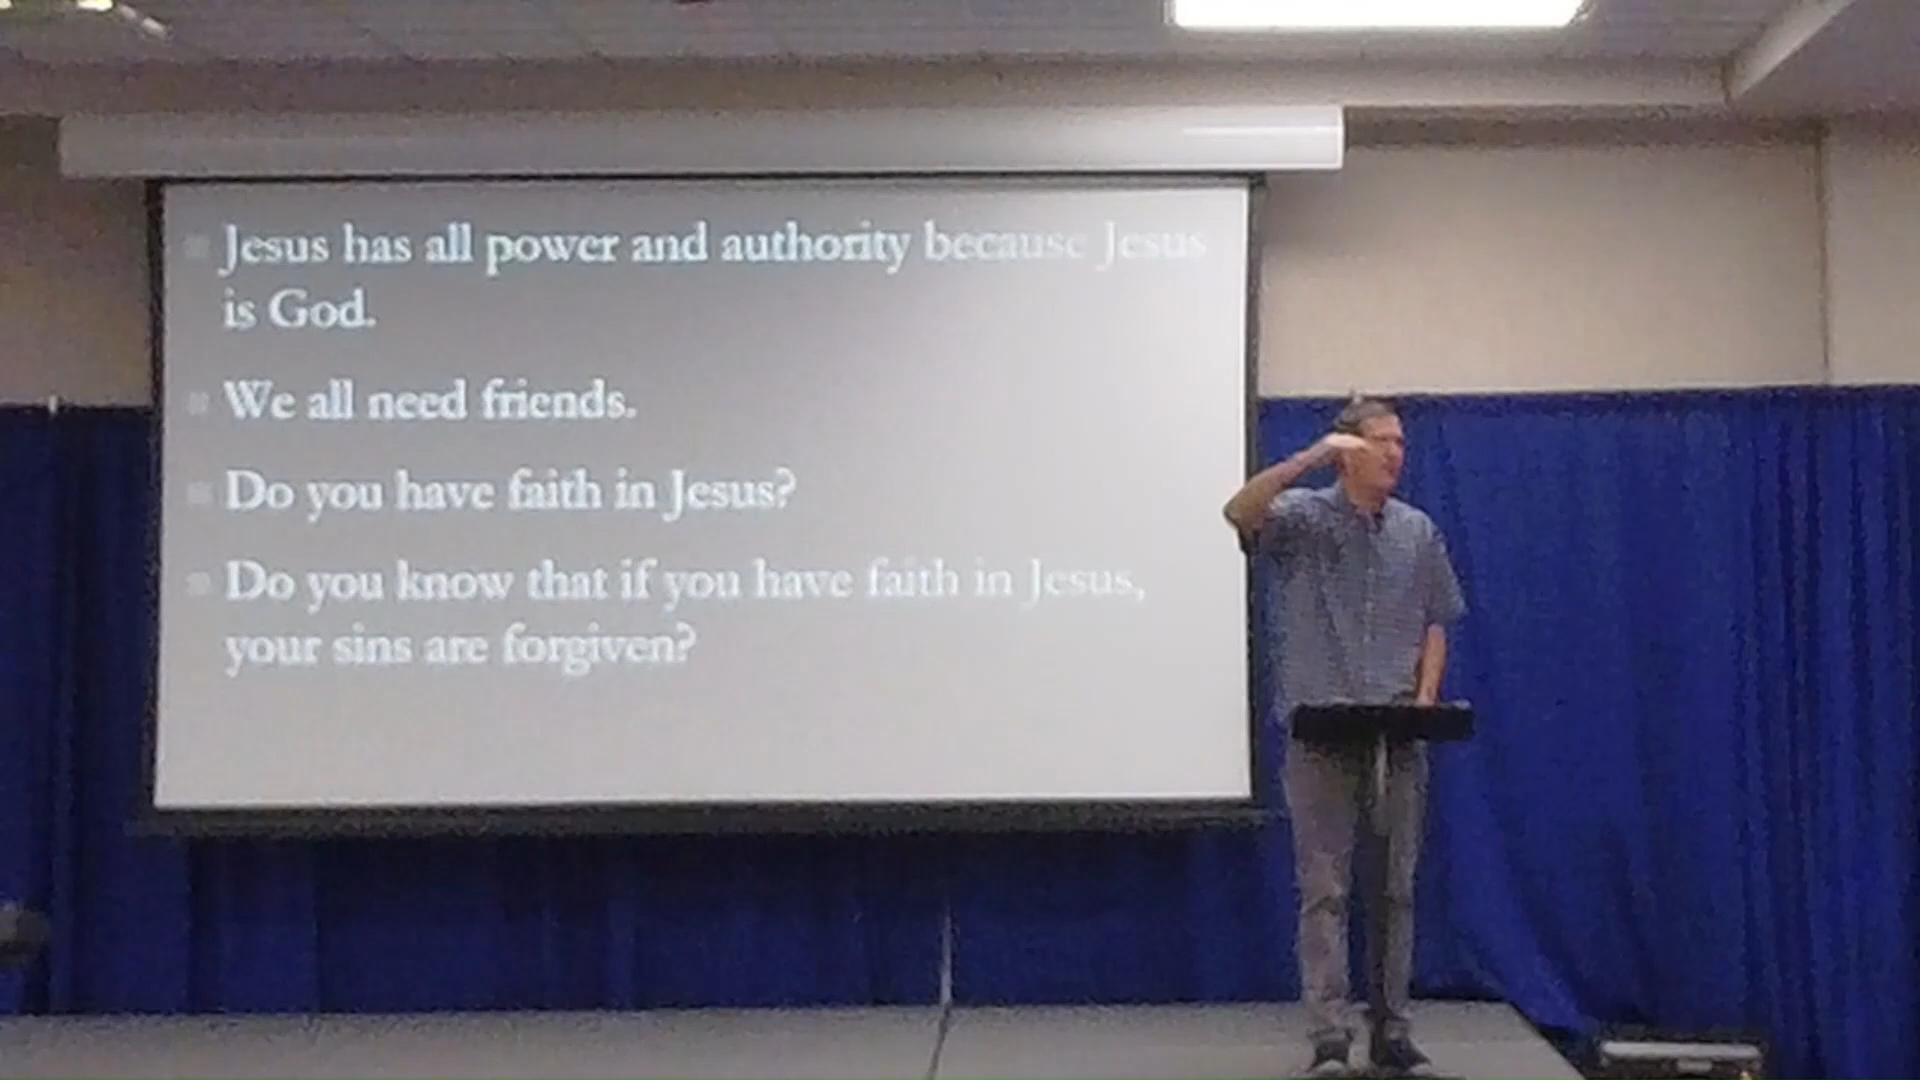 Jesus has all power and authority because Jesus
is God.
We all need friends.
Do you have faith in Jesus?
Do you know that if you have faith in Jesus,
your sins are forgiven?